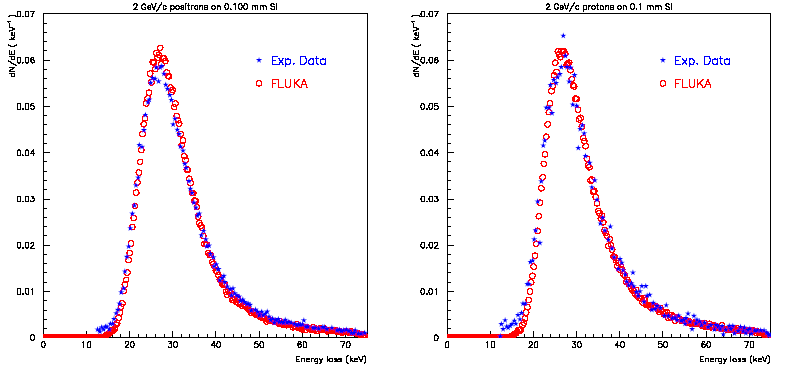 2 GeV/c positrons on 0.100 mm Si
dN/dE ( keV⁻¹)
0.07
0.06
0.05
0.04
0.03
0.02
0.01
0
Exp. Data
FLUKA
0 10 20 30 40 50 60 70
Energy loss (keV)
2 GeV/c protons on 0.1 mm Si
dN/dE ( keV⁻¹)
0.07
0.06
0.05
0.04
0.03
0.02
0.01
0
Exp. Data
FLUKA
0 10 20 30 40 50 60 70
Energy loss (keV)